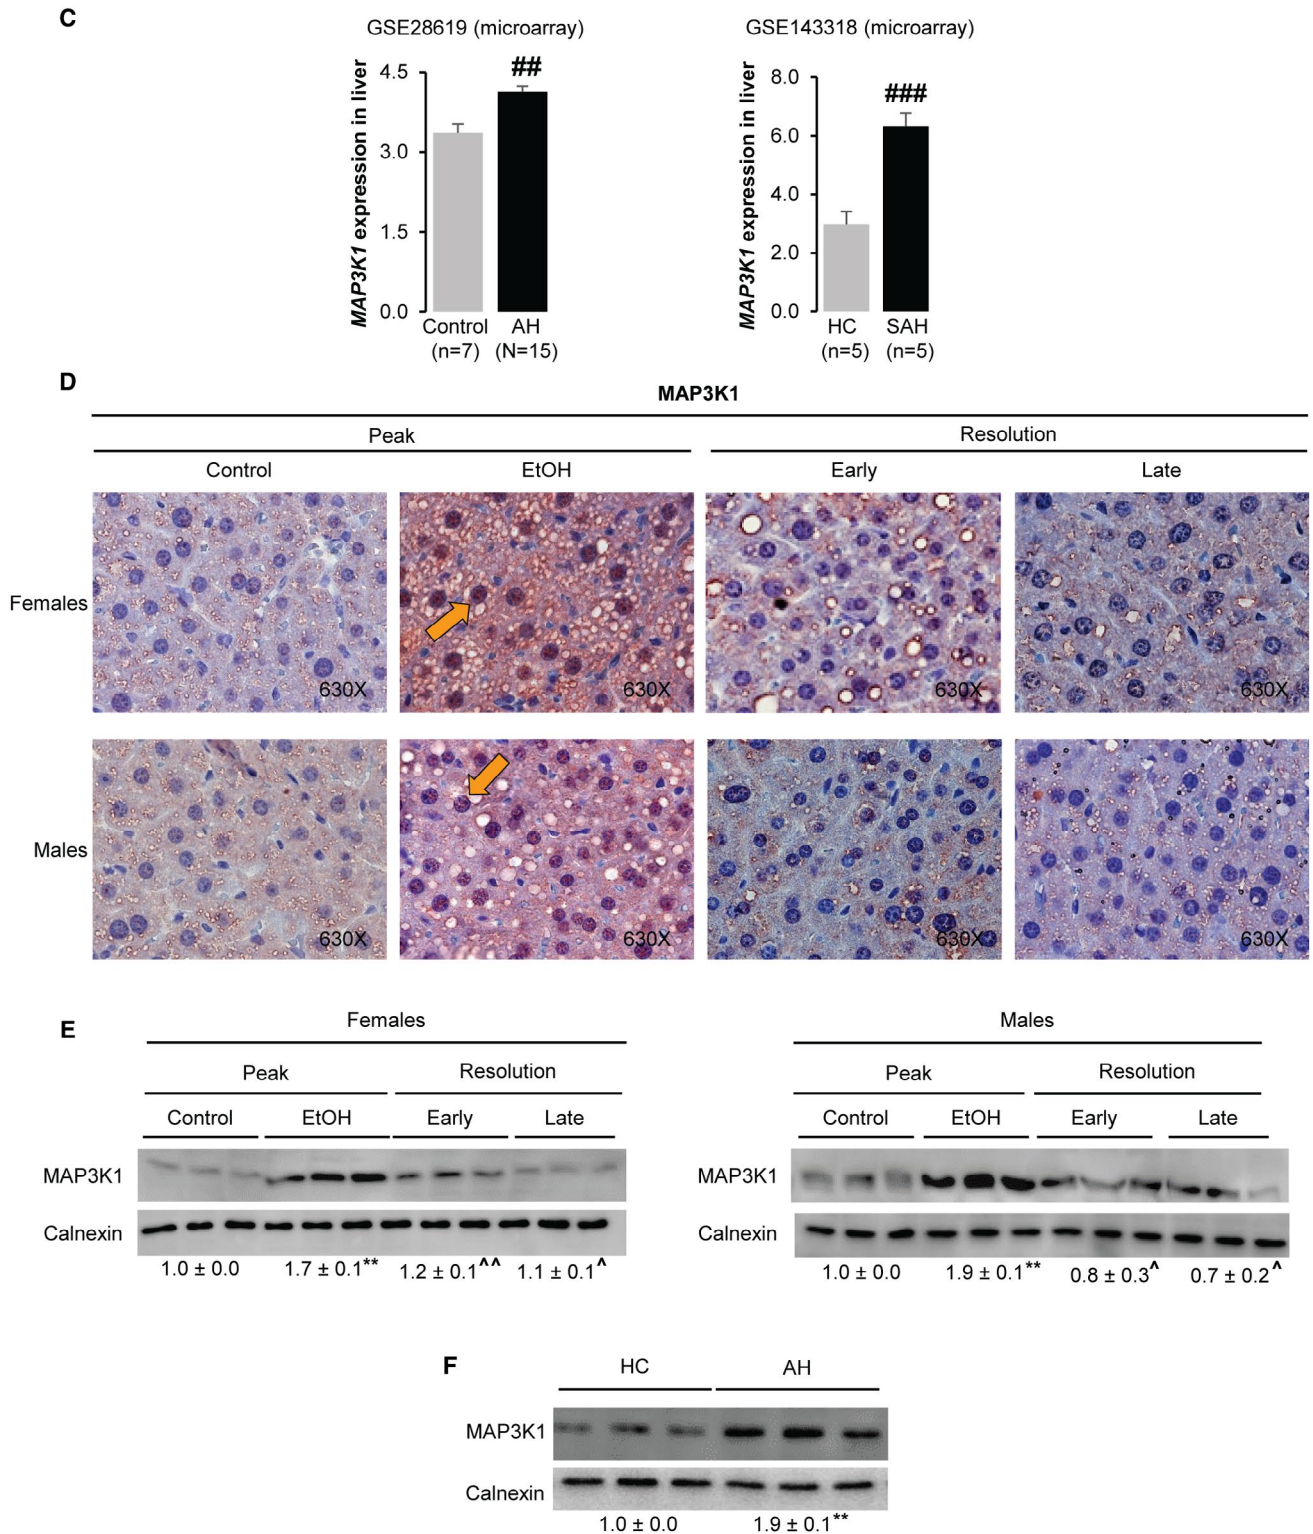 C
GSE28619 (microarray)
MAP3K1 expression in liver
4.5
3.0
1.5
0.0
##
Control
(n=7)
AH
(N=15)
GSE143318 (microarray)
MAP3K1 expression in liver
8.0
6.0
4.0
2.0
0.0
###
HC
(n=5)
SAH
(n=5)
D
MAP3K1
Peak
Resolution
Control
EtOH
Early
Late
Females
630X
630X
630X
630X
Males
630X
630X
630X
630X
E
Females
Peak
Resolution
Control
EtOH
Early
Late
MAP3K1
Calnexin
1.0 ± 0.0
1.7 ± 0.1**
1.2 ± 0.1^^
1.1 ± 0.1^
Males
Peak
Resolution
Control
EtOH
Early
Late
MAP3K1
Calnexin
1.0 ± 0.0
1.9 ± 0.1**
0.8 ± 0.3^
0.7 ± 0.2^
F
HC
AH
MAP3K1
Calnexin
1.0 ± 0.0
1.9 ± 0.1**